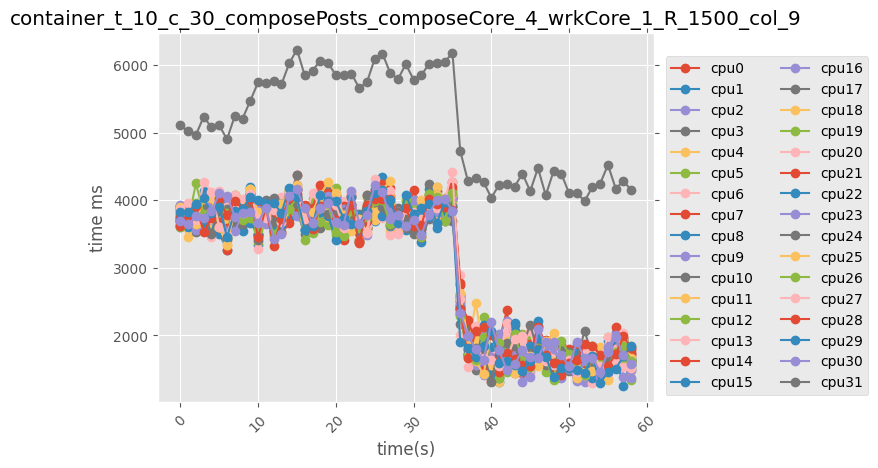 container_t_10_c_30_composePosts_composeCore_4_wrkCore_1_R_1500_col_9
6000
5000
4000
3000
2000
time ms
0
10
20
30
40
50
60
time(s)
cpu0
cpu1
cpu2
cpu3
cpu4
cpu5
cpu6
cpu7
cpu8
cpu9
cpu10
cpu11
cpu12
cpu13
cpu14
cpu15
cpu16
cpu17
cpu18
cpu19
cpu20
cpu21
cpu22
cpu23
cpu24
cpu25
cpu26
cpu27
cpu28
cpu29
cpu30
cpu31